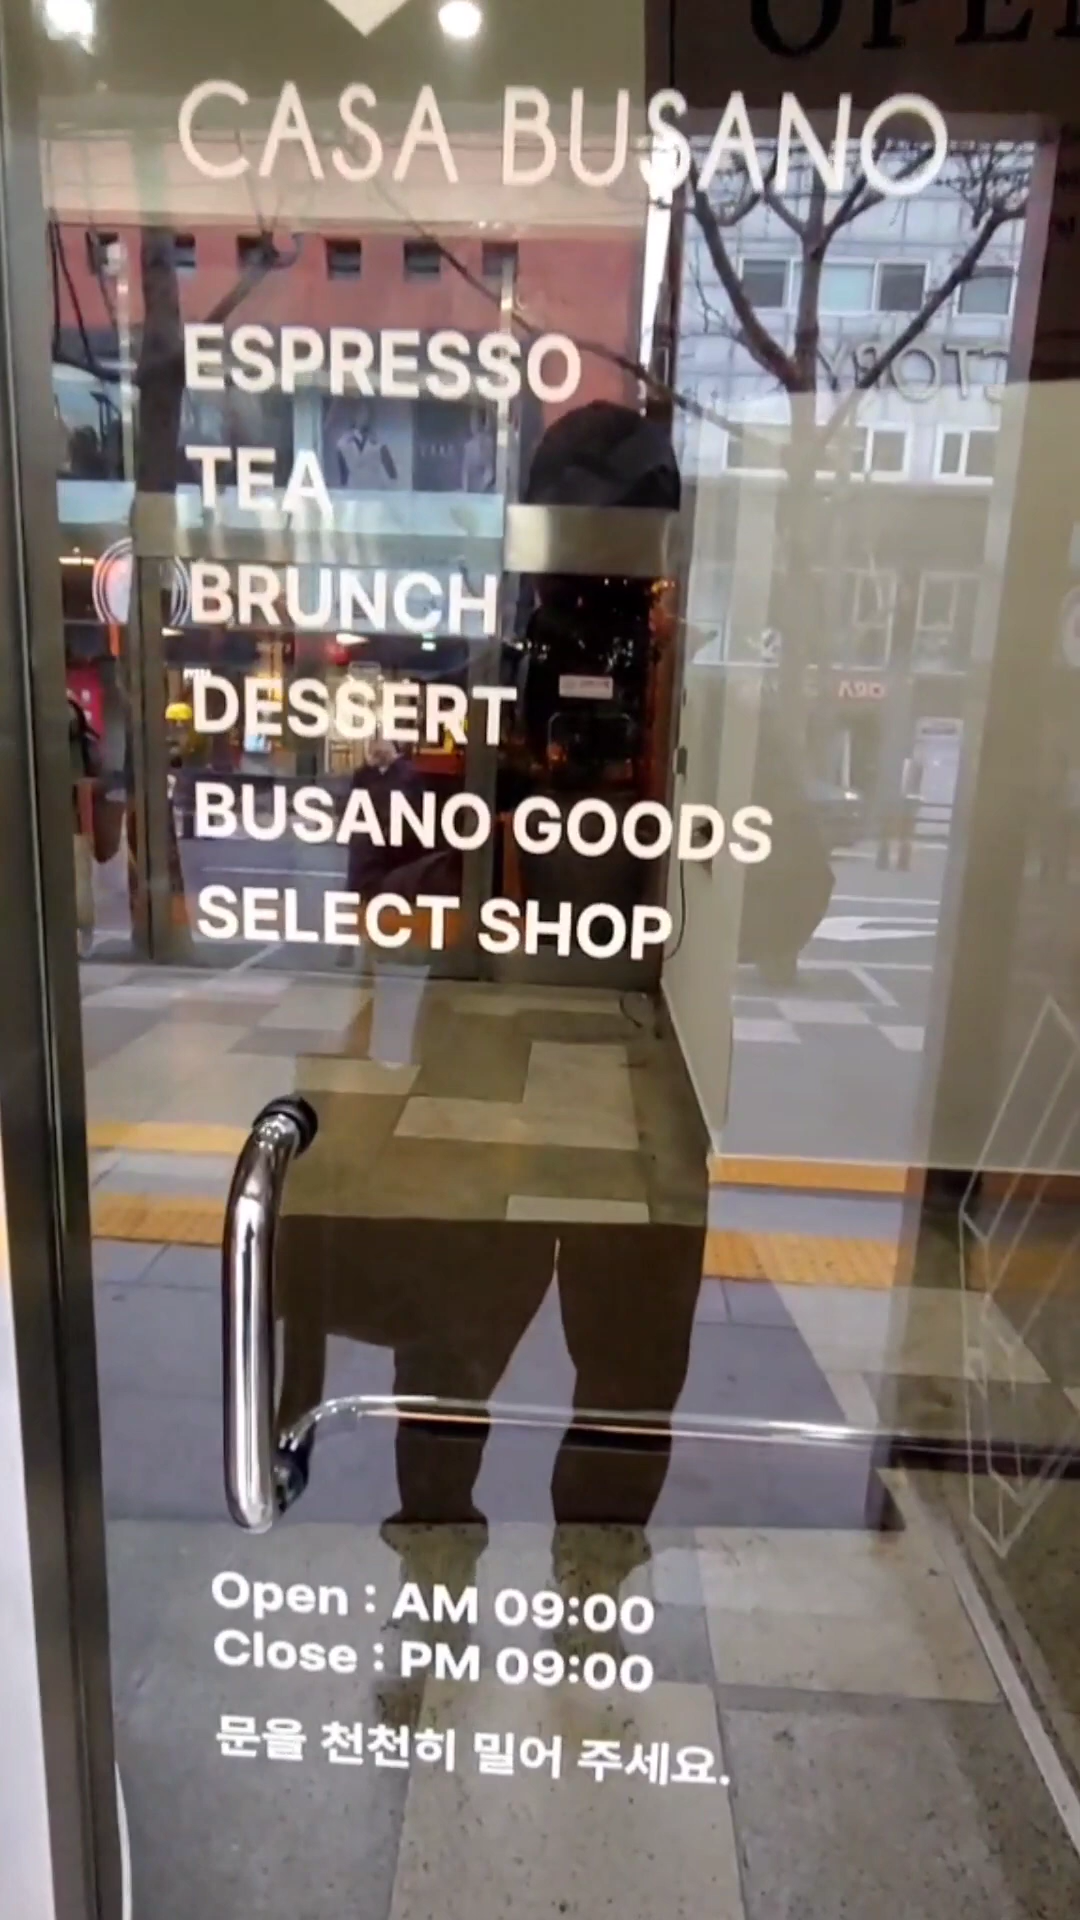 OPE
CASA BUSANO
ESPRESSO
TEA
BRUNCH
DESSERT
BUSANO GOODS
SELECT SHOP
Open : AM 09:00
Close : PM 09:00
문을 천천히 밀어 주세요.